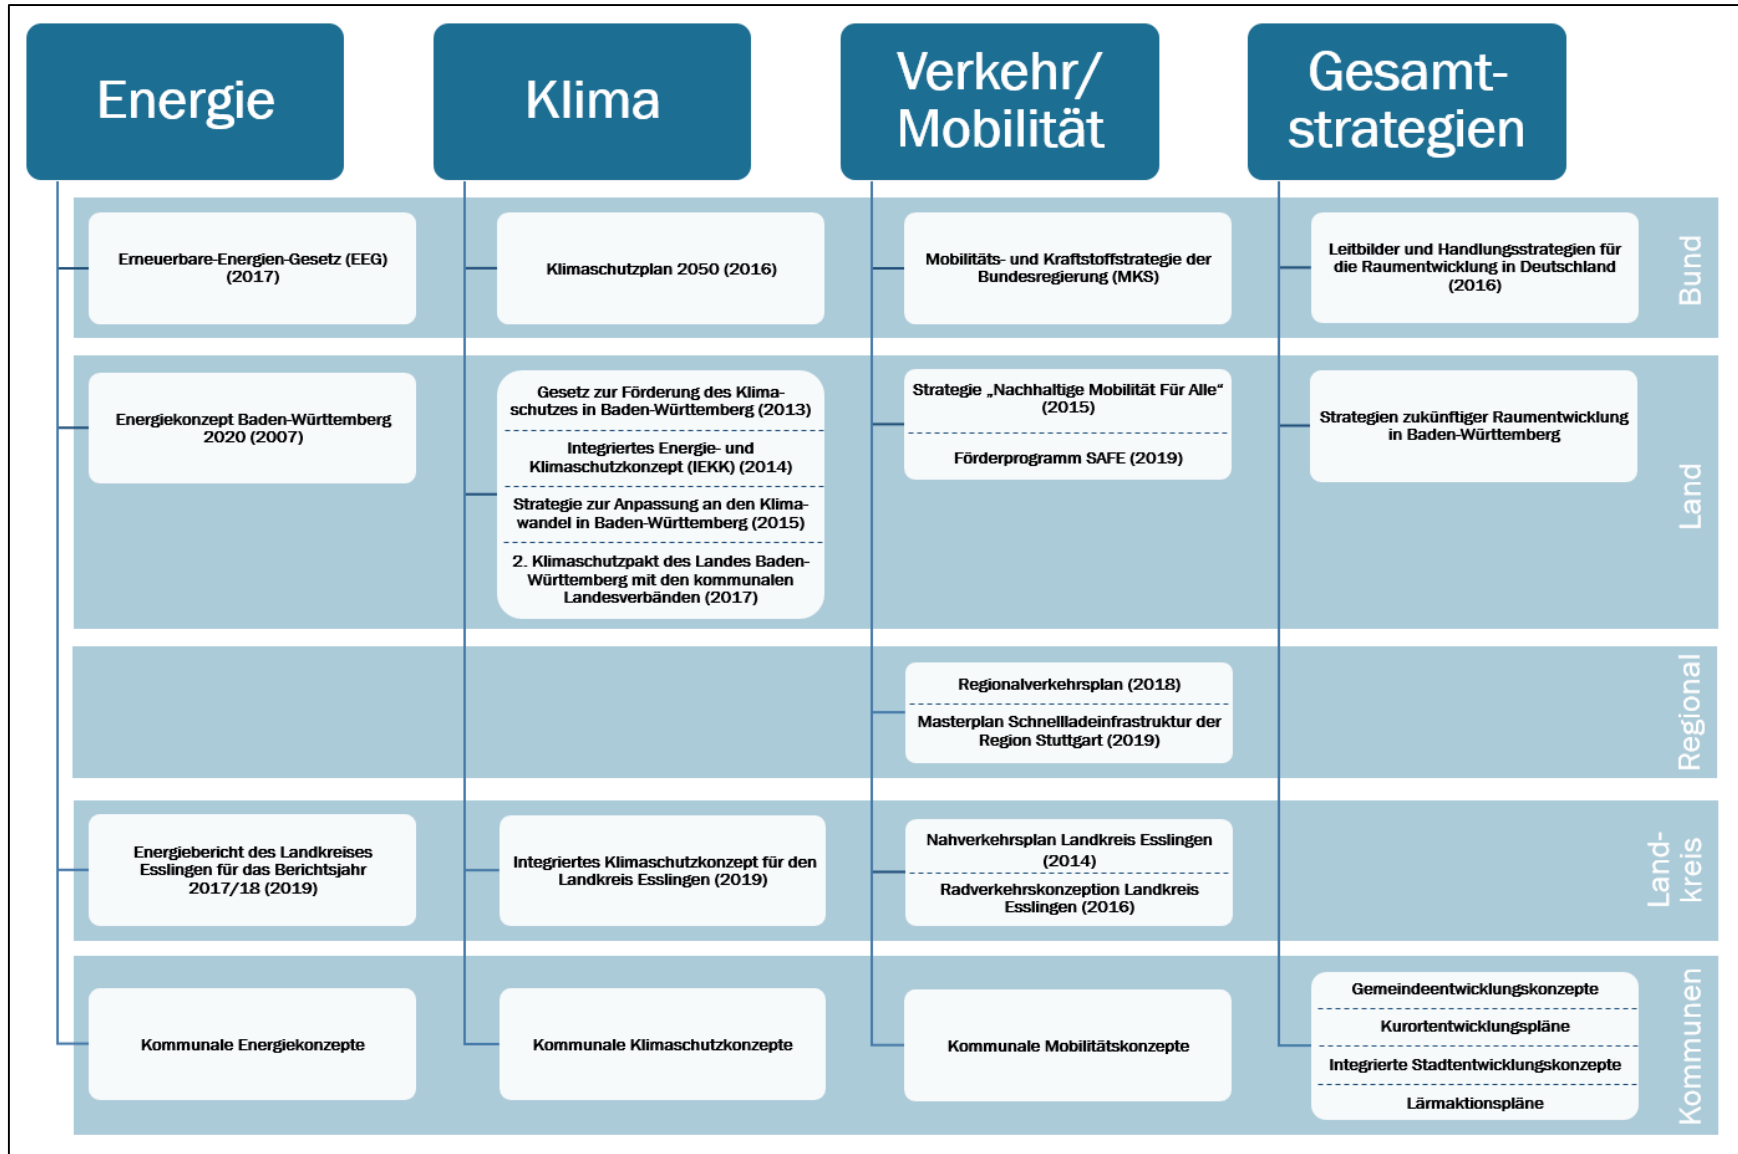 Energie
Klima
Verkehr/
Mobilität
Gesamt-
strategien
Erneuerbare-Energien-Gesetz (EEG)
(2017)
Klimaschutzplan 2050 (2016)
Mobilitäts- und Kraftstoffstrategie der
Bundesregierung (MKS)
Leitbilder und Handlungsstrategien für
die Raumentwicklung in Deutschland
(2016)
Bund
Energiekonzept Baden-Württemberg
2020 (2007)
Gesetz zur Förderung des Klima-
schutzes in Baden-Württemberg (2013)
Integriertes Energie- und
Klimaschutzkonzept (IEKK) (2014)
Strategie zur Anpassung an den Klima-
wandel in Baden-Württemberg (2015)
2. Klimaschutzpakt des Landes Baden-
Württemberg mit den kommunalen
Landesverbänden (2017)
Strategie „Nachhaltige Mobilität Für Alle“
(2015)
Förderprogramm SAFE (2019)
Strategien zukünftiger Raumentwicklung
in Baden-Württemberg
Land
Regionalverkehrsplan (2018)
Masterplan Schnellladeinfrastruktur der
Region Stuttgart (2019)
Regional
Energiebericht des Landkreises
Esslingen für das Berichtsjahr
2017/18 (2019)
Integriertes Klimaschutzkonzept für den
Landkreis Esslingen (2019)
Nahverkehrsplan Landkreis Esslingen
(2014)
Radverkehrskonzeption Landkreis
Esslingen (2016)
Land-
kreis
Kommunale Energiekonzepte
Kommunale Klimaschutzkonzepte
Kommunale Mobilitätskonzepte
Gemeindeentwicklungskonzepte
Kurortentwicklungspläne
Integrierte Stadtentwicklungskonzepte
Lärmaktionspläne
Kommunen